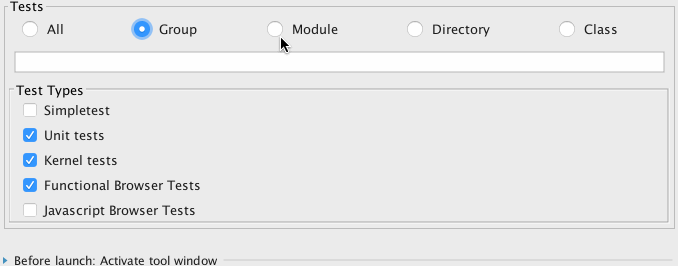 Tests
All Group Module Directory Class
Test Types
Simpletest
Unit tests
Kernel tests
Functional Browser Tests
Javascript Browser Tests
Before launch: Activate tool window